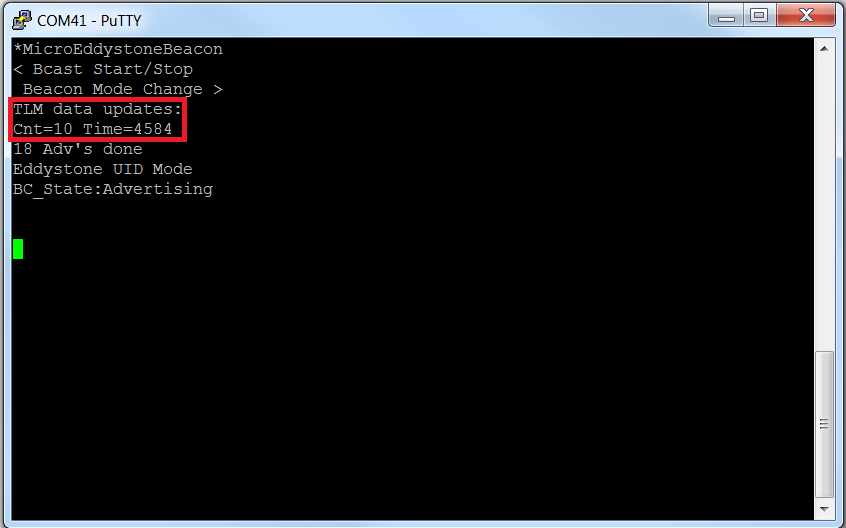 COM41 - PuTTY
*MicroEddystoneBeacon
< Bcast Start/Stop
 Beacon Mode Change >
TLM data updates:
Cnt=10 Time=4584
18 Adv's done
Eddystone UID Mode
BC_State:Advertising